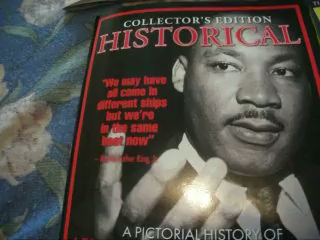 COLLECTOR'S EDITION
HISTORICAL
"We may have
all come in
different ships
but we're
in the same
boat now"
Luther King, Jr.
A PICTORIAL HISTORY OF